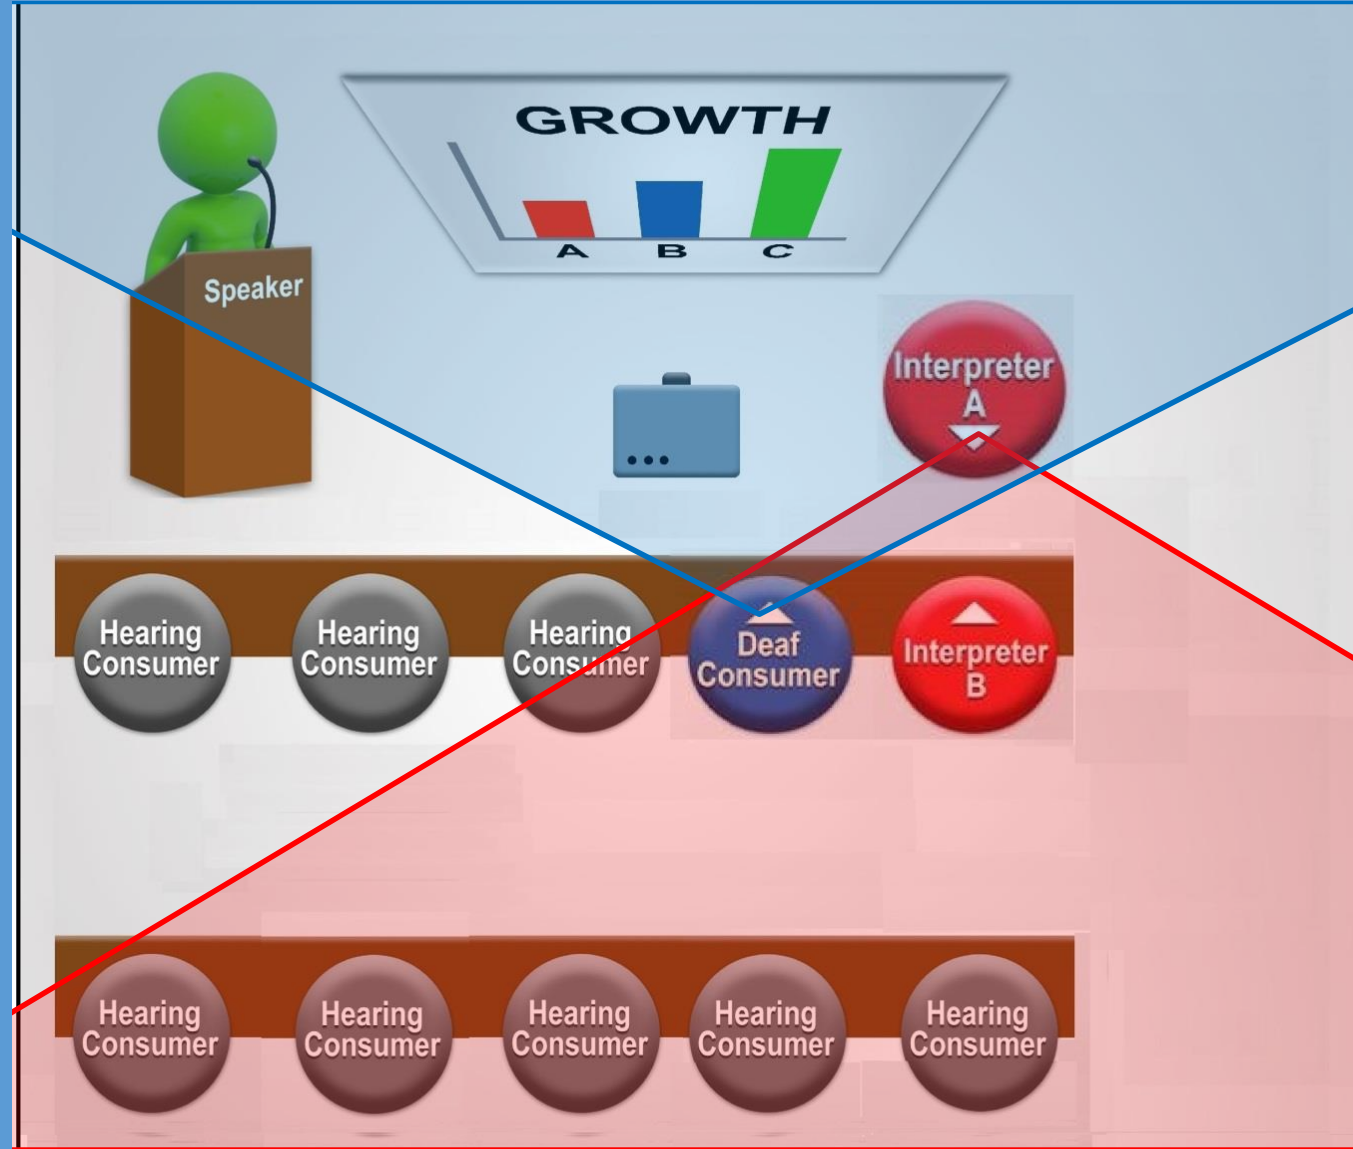 GROWTH
A B C
Speaker
Interpreter
A
Hearing
Consumer
Hearing
Consumer
Hearing
Consumer
Deaf
Consumer
Interpreter
B
Hearing
Consumer
Hearing
Consumer
Hearing
Consumer
Hearing
Consumer
Hearing
Consumer